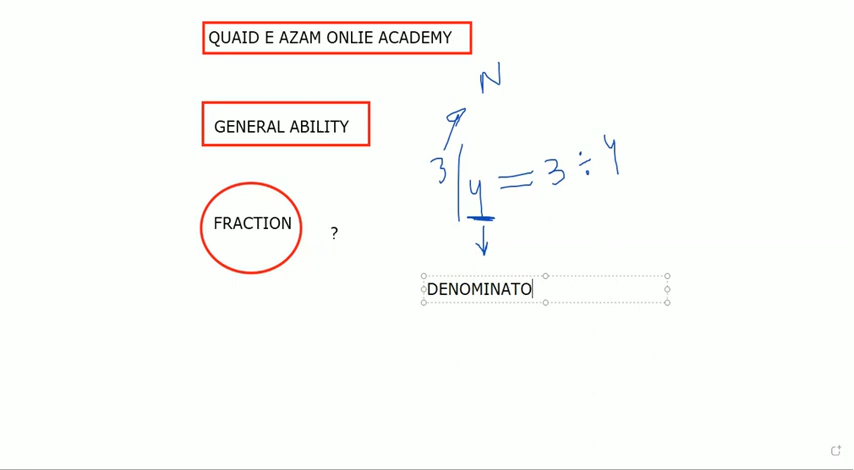 QUAID E AZAM ONLIE ACADEMY
N
GENERAL ABILITY
3/4 = 3 ÷ 4
FRACTION
?
DENOMINATO